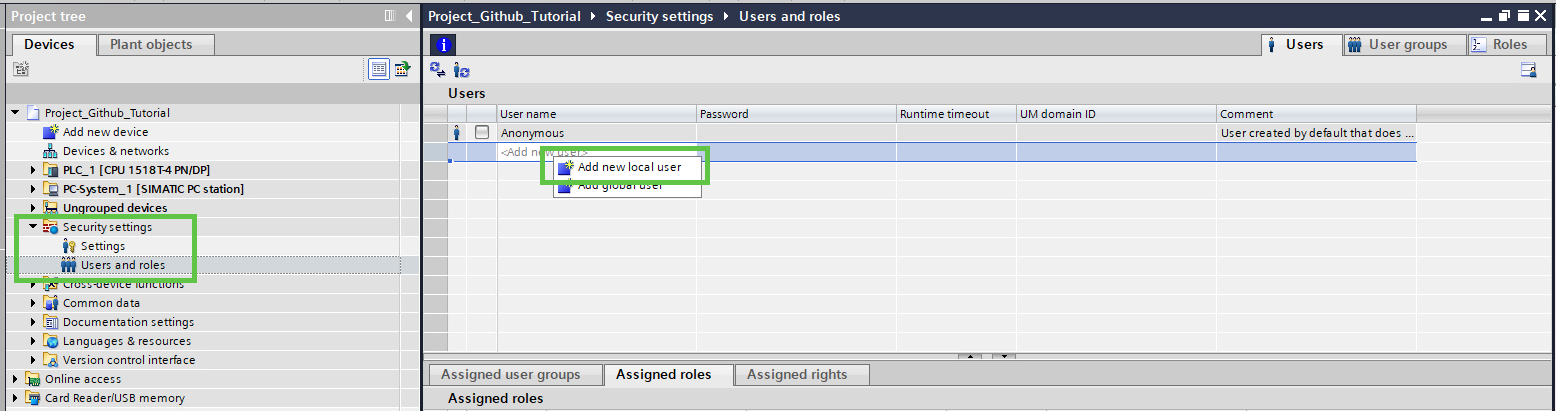 Project tree
Devices
Plant objects
Project_Github_Tutorial
Add new device
Devices & networks
PLC_1 [CPU 1518T-4 PN/DP]
PC-System_1 [SIMATIC PC station]
Ungrouped devices
Security settings
Settings
Users and roles
Cross-device functions
Common data
Documentation settings
Languages & resources
Version control interface
Online access
Card Reader/USB memory
Project_Github_Tutorial Security settings Users and roles
Users
User groups
Roles
Users
User name Password Runtime timeout UM domain ID Comment
Anonymous User created by default that does ...
<Add new user>
Add new local user
Add global user
Assigned user groups
Assigned roles
Assigned rights
Assigned roles